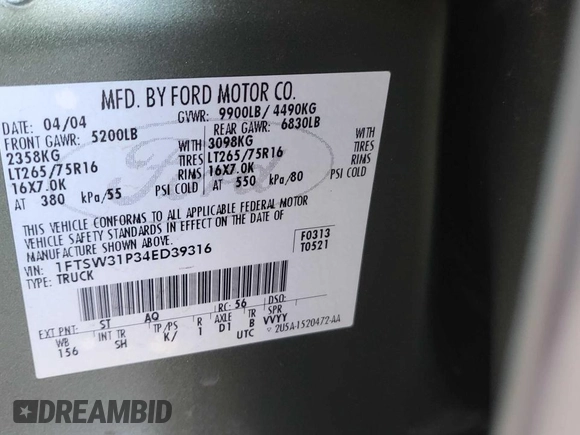 MFD. BY FORD MOTOR CO.
DATE: 04/04 GVWR: 9900LB/ 4490KG
FRONT GAWR: 5200LB REAR GAWR: 6830LB
2358KG WITH 3098KG WITH
LT265/75R16 TIRES LT265/75R16 TIRES
16X7.0K RIMS 16X7.0K RIMS
AT 380 kPa/55 PSI COLD AT 550 kPa/80 PSI COLD
THIS VEHICLE CONFORMS TO ALL APPLICABLE FEDERAL MOTOR
VEHICLE SAFETY STANDARDS IN EFFECT ON THE DATE OF
MANUFACTURE SHOWN ABOVE.
VIN: 1FTSW31P34ED39316
TYPE: TRUCK
F0313
T0521
EXT PNT: ST AQ RC: 56 DSO:
WB INT TR TP/PS R AXLE TR SPR
156 SH K/ 1 D1 B VVYY
UTC 2U5A-1520472-AA
Ford
DREAMBID